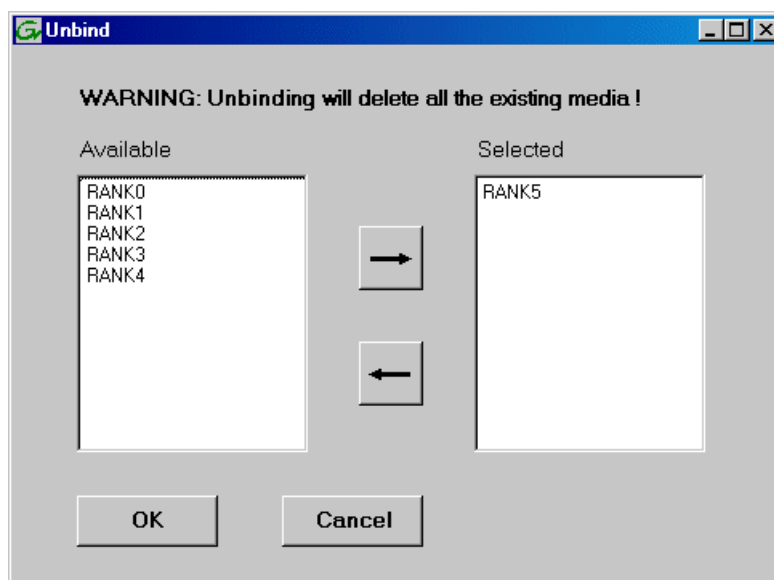 Unbind
WARNING: Unbinding will delete all the existing media !
Available
Selected
RANK0
RANK1
RANK2
RANK3
RANK4
RANK5
OK
Cancel